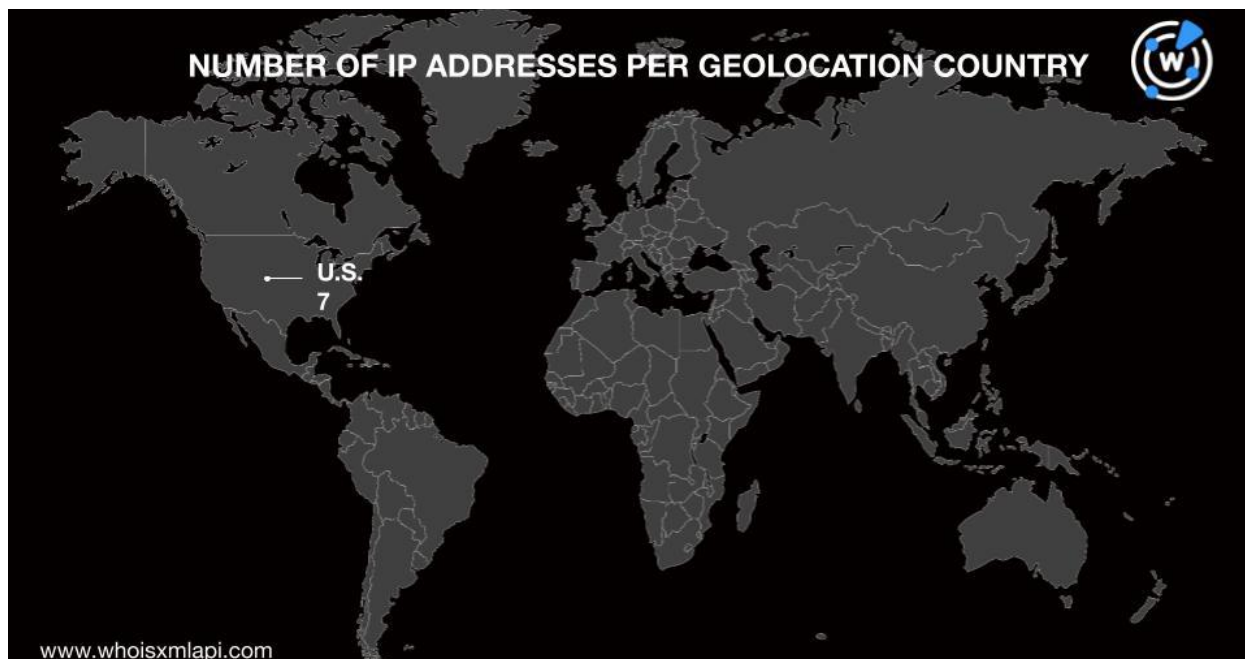 NUMBER OF IP ADDRESSES PER GEOLOCATION COUNTRY
W
U.S.
7
www.whoisxmlapi.com